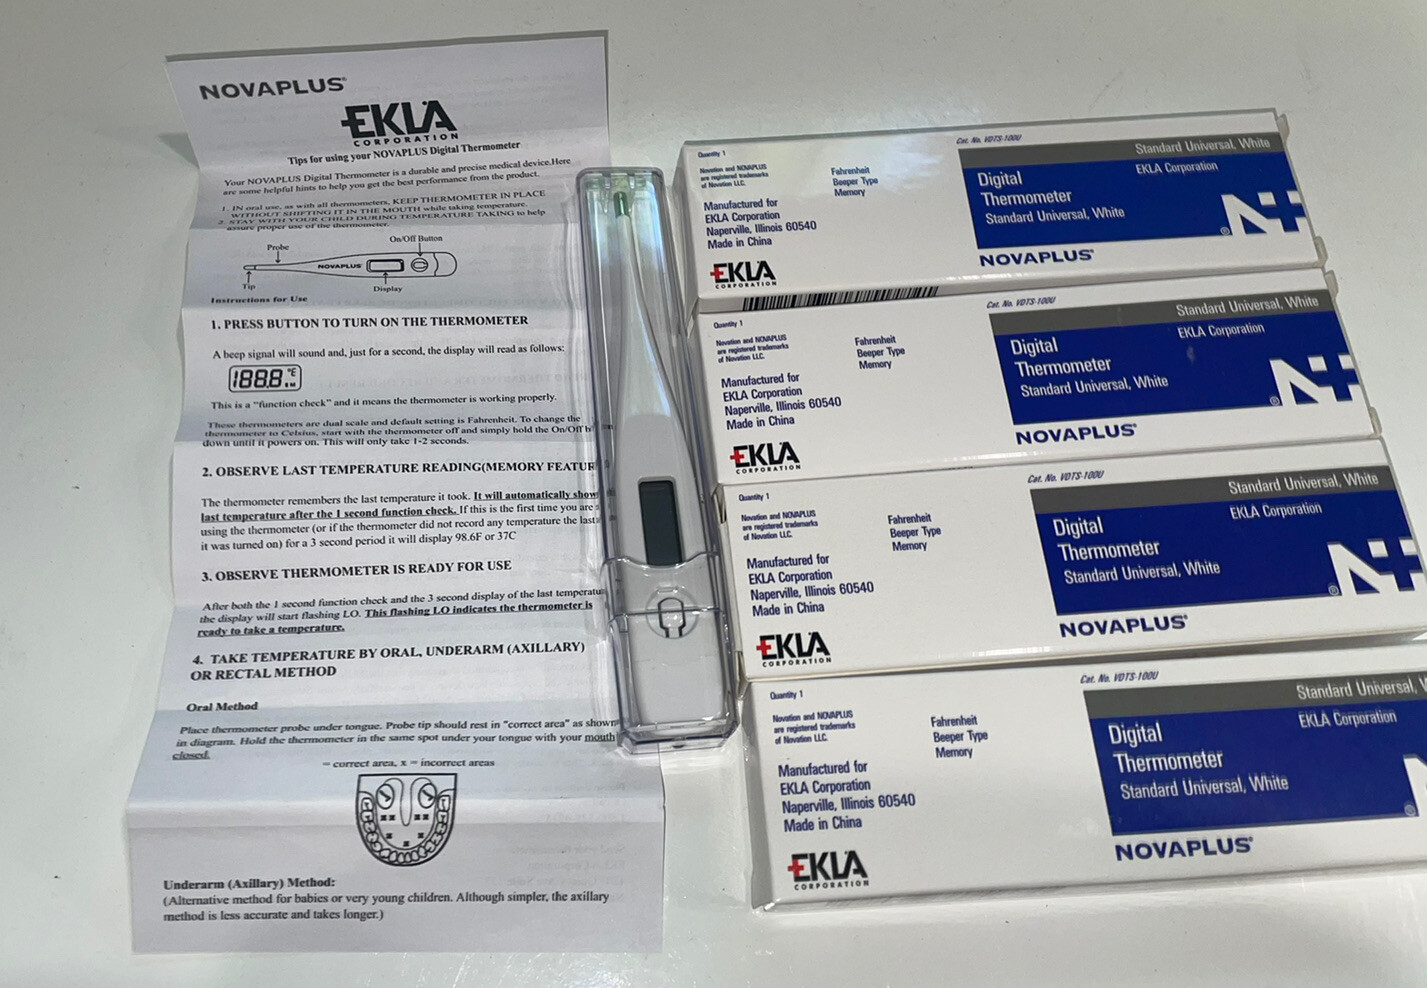 NOVAPLUS®
EKLA
CORPORATION
Tips for using your NOVAPLUS Digital Thermometer
Your NOVAPLUS Digital Thermometer is a durable and precise medical device.Here
are some helpful hints to help you get the best performance from the product.
1. IN oral use, as with all thermometers, KEEP THERMOMETER IN PLACE
WITHOUT SHIFTING IT IN THE MOUTH while taking temperature.
2. STAY WITH YOUR CHILD DURING TEMPERATURE TAKING to help
assure proper use of the thermometer.
On/Off Button
Probe
NOVAPLUS
Tip
Display
Instructions for Use
1. PRESS BUTTON TO TURN ON THE THERMOMETER
A beep signal will sound and, just for a second, the display will read as follows:
188.8 °F
This is a “function check” and it means the thermometer is working properly.
These thermometers are dual scale and default setting is Fahrenheit. To change the
thermometer to Celsius, start with the thermometer off and simply hold the On/Off b
down until it powers on. This will only take 1-2 seconds.
2. OBSERVE LAST TEMPERATURE READING(MEMORY FEATUR
The thermometer remembers the last temperature it took. It will automatically show
last temperature after the 1 second function check. If this is the first time you are
using the thermometer (or if the thermometer did not record any temperature the last
it was turned on) for a 3 second period it will display 98.6F or 37C
3. OBSERVE THERMOMETER IS READY FOR USE
After both the 1 second function check and the 3 second display of the last temperatu
the display will start flashing LO. This flashing LO indicates the thermometer is
ready to take a temperature.
4. TAKE TEMPERATURE BY ORAL, UNDERARM (AXILLARY)
OR RECTAL METHOD
Oral Method
Place thermometer probe under tongue. Probe tip should rest in “correct area” as shown
in diagram. Hold the thermometer in the same spot under your tongue with your mouth
closed.
= correct area, x = incorrect areas
Underarm (Axillary) Method:
(Alternative method for babies or very young children. Although simpler, the axillary
method is less accurate and takes longer.)
Quantity 1
Novation and NOVAPLUS
are registered trademarks
of Novation LLC.
Manufactured for
EKLA Corporation
Naperville, Illinois 60540
Made in China
EKLA
CORPORATION
Fahrenheit
Beeper Type
Memory
Cat. No. VDTS-100U
Standard Universal, White
EKLA Corporation
Digital
Thermometer
Standard Universal, White
N+®
NOVAPLUS®
Quantity 1
Novation and NOVAPLUS
are registered trademarks
of Novation LLC.
Manufactured for
EKLA Corporation
Naperville, Illinois 60540
Made in China
EKLA
CORPORATION
Fahrenheit
Beeper Type
Memory
Cat. No. VDTS-100U
Standard Universal, White
EKLA Corporation
Digital
Thermometer
Standard Universal, White
N+®
NOVAPLUS®
Quantity 1
Novation and NOVAPLUS
are registered trademarks
of Novation LLC.
Manufactured for
EKLA Corporation
Naperville, Illinois 60540
Made in China
EKLA
CORPORATION
Fahrenheit
Beeper Type
Memory
Cat. No. VDTS-100U
Standard Universal, White
EKLA Corporation
Digital
Thermometer
Standard Universal, White
N+®
NOVAPLUS®
Quantity 1
Novation and NOVAPLUS
are registered trademarks
of Novation LLC.
Manufactured for
EKLA Corporation
Naperville, Illinois 60540
Made in China
EKLA
CORPORATION
Fahrenheit
Beeper Type
Memory
Cat. No. VDTS-100U
Standard Universal,
EKLA Corporation
Digital
Thermometer
Standard Universal, White
NOVAPLUS®